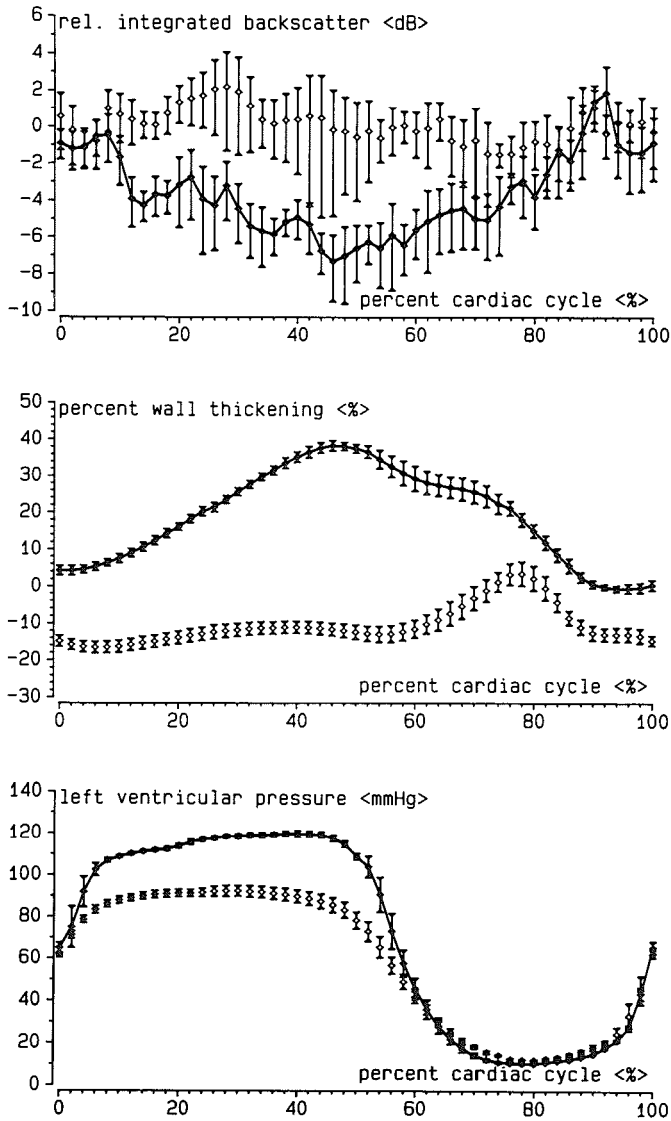 rel. integrated backscatter <dB>
6
4
2
0
-2
-4
-6
-8
-10
percent cardiac cycle <%>
0 20 40 60 80 100
percent wall thickening <%>
50
40
30
20
10
0
-10
-20
-30
percent cardiac cycle <%>
0 20 40 60 80 100
left ventricular pressure <mmHg>
140
120
100
80
60
40
20
0
percent cardiac cycle <%>
0 20 40 60 80 100